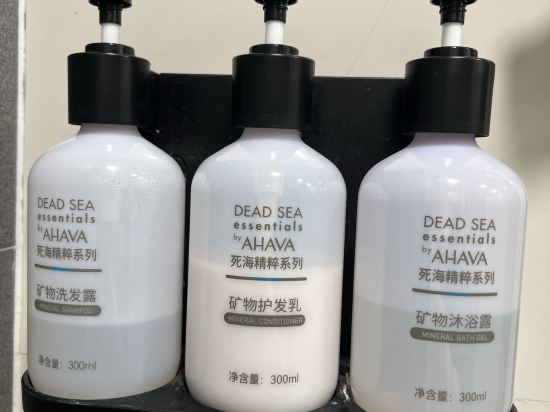 DEAD SEA
essentials
by AHAVA
死海精粹系列
矿物洗发露
MINERAL SHAMPOO
净含量：300ml
DEAD SEA
essentials
by AHAVA
死海精粹系列
矿物护发乳
MINERAL CONDITIONER
净含量：300ml
DEAD SEA
essentials
by AHAVA
死海精粹系列
矿物沐浴露
MINERAL BATH GEL
净含量：300ml